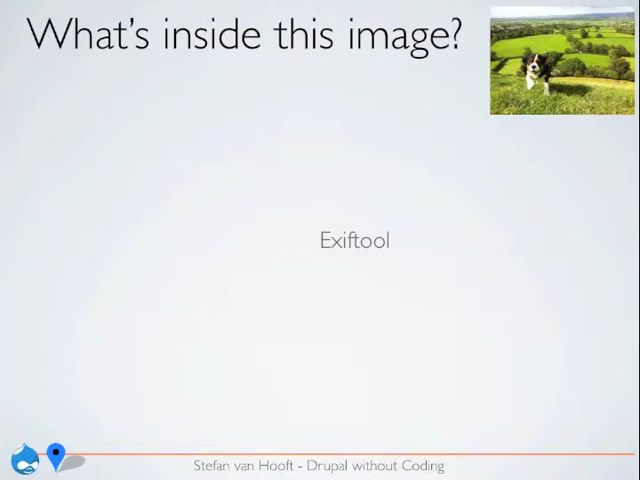 What's inside this image?
Exiftool
Stefan van Hooft - Drupal without Coding